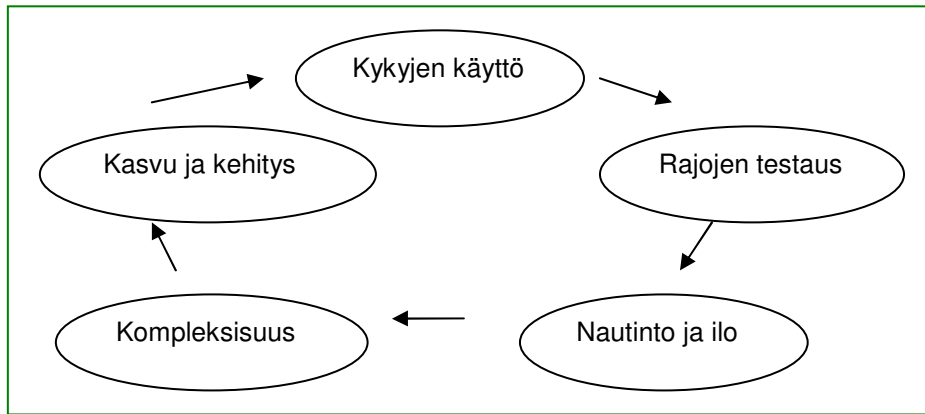 Kykyjen käyttö
Kasvu ja kehitys
Rajojen testaus
Kompleksisuus
Nautinto ja ilo